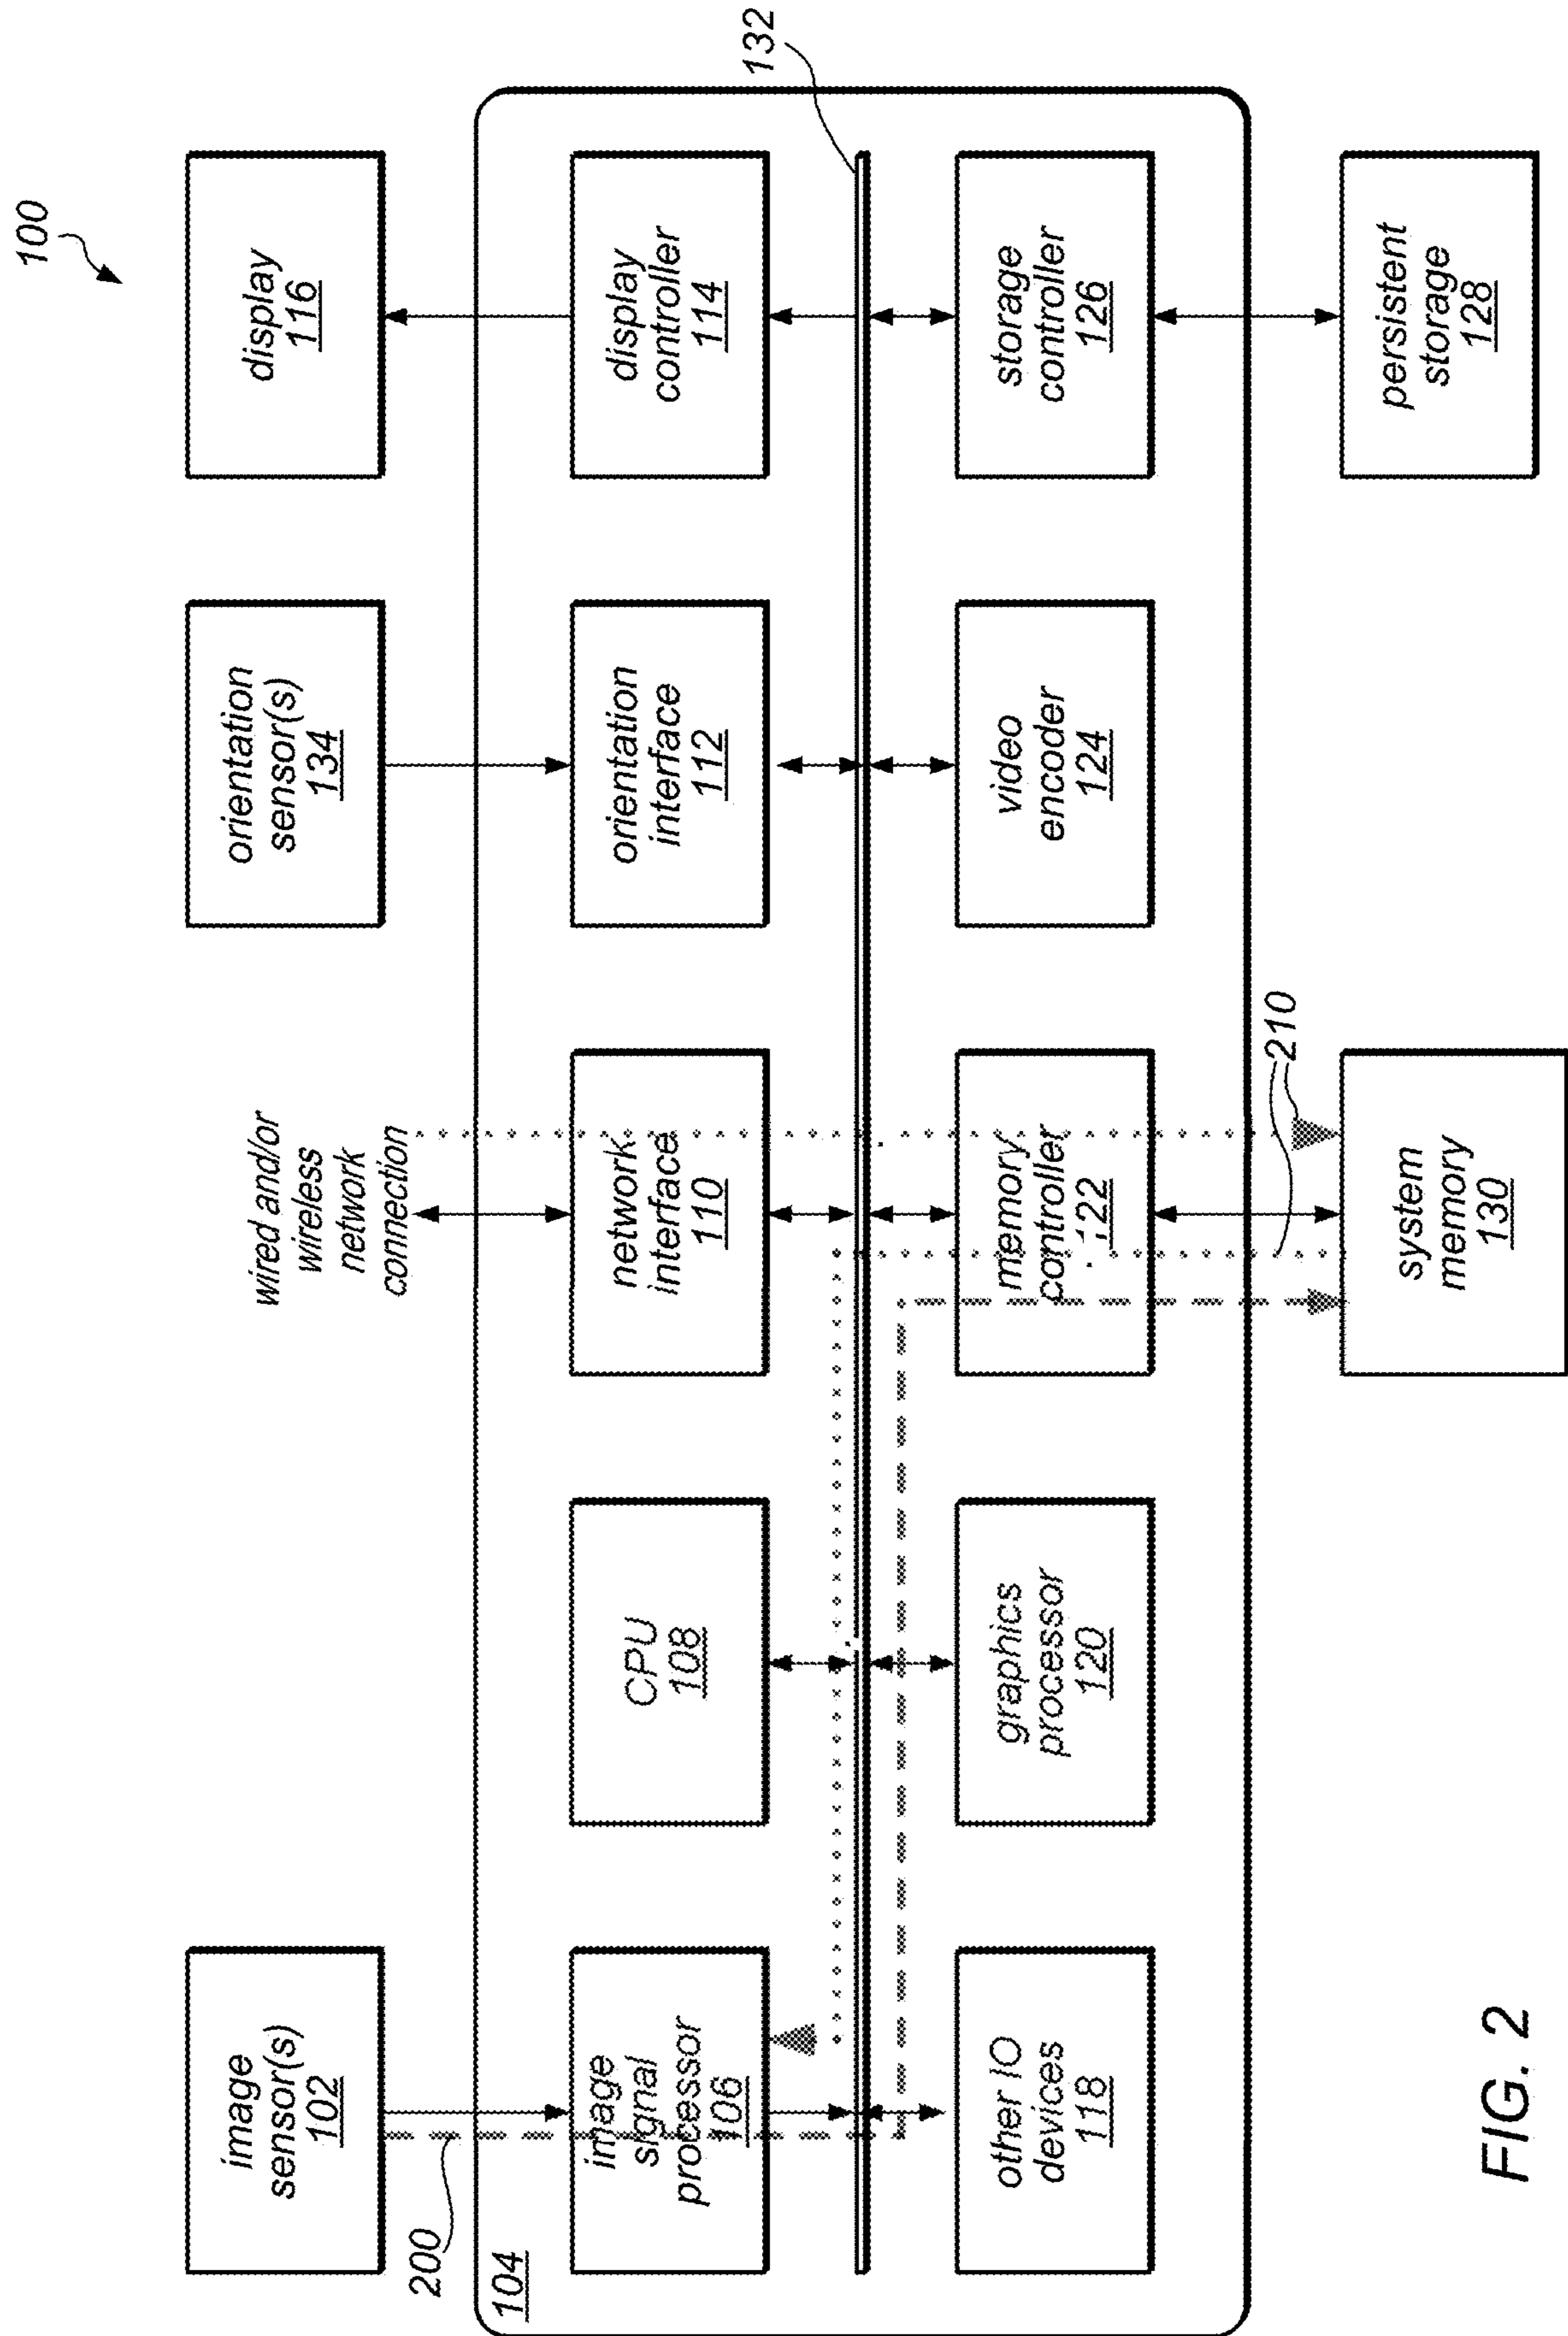 100
image
sensor(s)
102
wired and/or
wireless
network
connection
orientation
sensor(s)
134
display
116
200
104
image
signal
processor
106
CPU
108
network
interface
110
orientation
interface
112
display
controller
114
132
other IO
devices
118
graphics
processor
120
memory
controller
122
video
encoder
124
storage
controller
126
210
system
memory
130
persistent
storage
128
FIG. 2